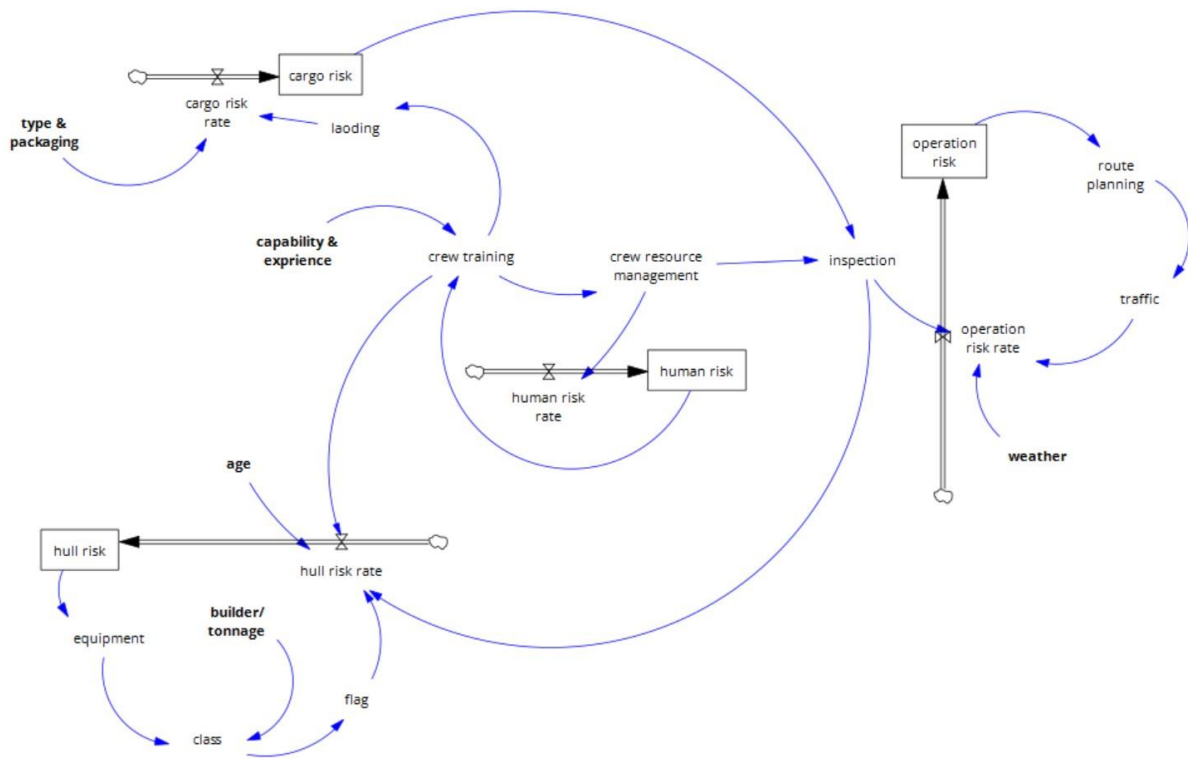 cargo risk
cargo risk
rate
type &
packaging
laoding
operation
risk
route
planning
capability &
exprience
crew training
crew resource
management
inspection
traffic
operation
risk rate
human risk
human risk
rate
weather
age
hull risk
hull risk rate
builder/
tonnage
equipment
flag
class